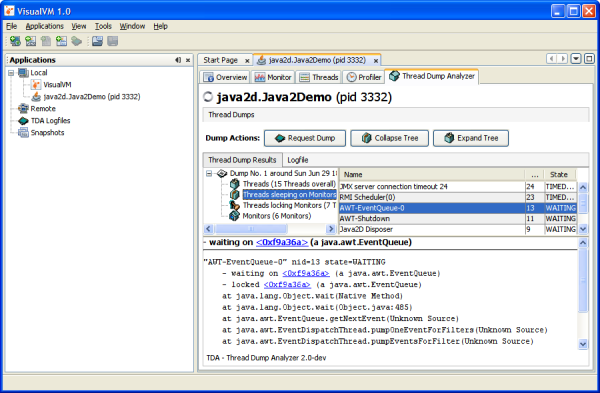 VisualVM 1.0
File Applications View Tools Window Help
Applications
Local
VisualVM
java2d.Java2Demo (pid 3332)
Remote
TDA Logfiles
Snapshots
Start Page java2d.Java2Demo (pid 3332)
Overview Monitor Threads Profiler Thread Dump Analyzer
java2d.Java2Demo (pid 3332)
Thread Dumps
Dump Actions: Request Dump Collapse Tree Expand Tree
Thread Dump Results Logfile
Dump No. 1 around Sun Jun 29 18
Threads (15 Threads overall)
Threads sleeping on Monitors
Threads locking Monitors (7 T
Monitors (6 Monitors)
Name ... State
JMX server connection timeout 24 24 TIMED...
RMI Scheduler(0) 23 TIMED...
AWT-EventQueue-0 13 WAITING
AWT-Shutdown 11 WAITING
Java2D Disposer 9 WAITING
- waiting on <0xf9a36a> (a java.awt.EventQueue)
"AWT-EventQueue-0" nid=13 state=WAITING
- waiting on <0xf9a36a> (a java.awt.EventQueue)
- locked <0xf9a36a> (a java.awt.EventQueue)
at java.lang.Object.wait(Native Method)
at java.lang.Object.wait(Object.java:485)
at java.awt.EventQueue.getNextEvent(Unknown Source)
at java.awt.EventDispatchThread.pumpOneEventForFilters(Unknown Source)
at java.awt.EventDispatchThread.pumpEventsForFilter(Unknown Source)
TDA - Thread Dump Analyzer 2.0-dev